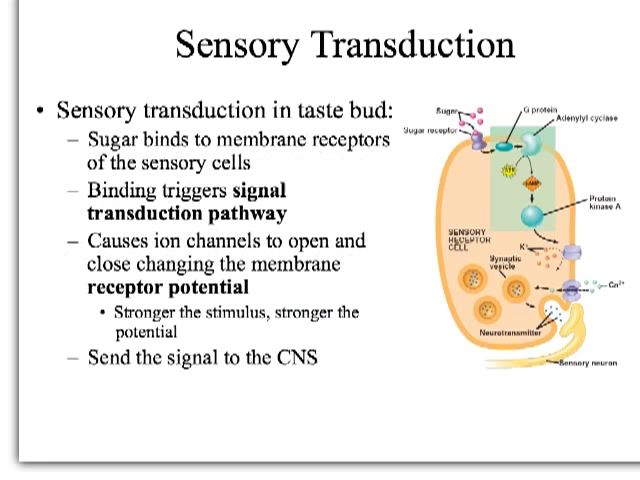 Sensory Transduction
• Sensory transduction in taste bud:
– Sugar binds to membrane receptors
of the sensory cells
– Binding triggers signal
transduction pathway
– Causes ion channels to open and
close changing the membrane
receptor potential
• Stronger the stimulus, stronger the
potential
– Send the signal to the CNS
Sugar
G protein
Adenylyl cyclase
Sugar receptor
ATP
cAMP
Protein
kinase A
SENSORY
RECEPTOR
CELL
K+
Synaptic
vesicle
Ca2+
Neurotransmitter
Sensory neuron